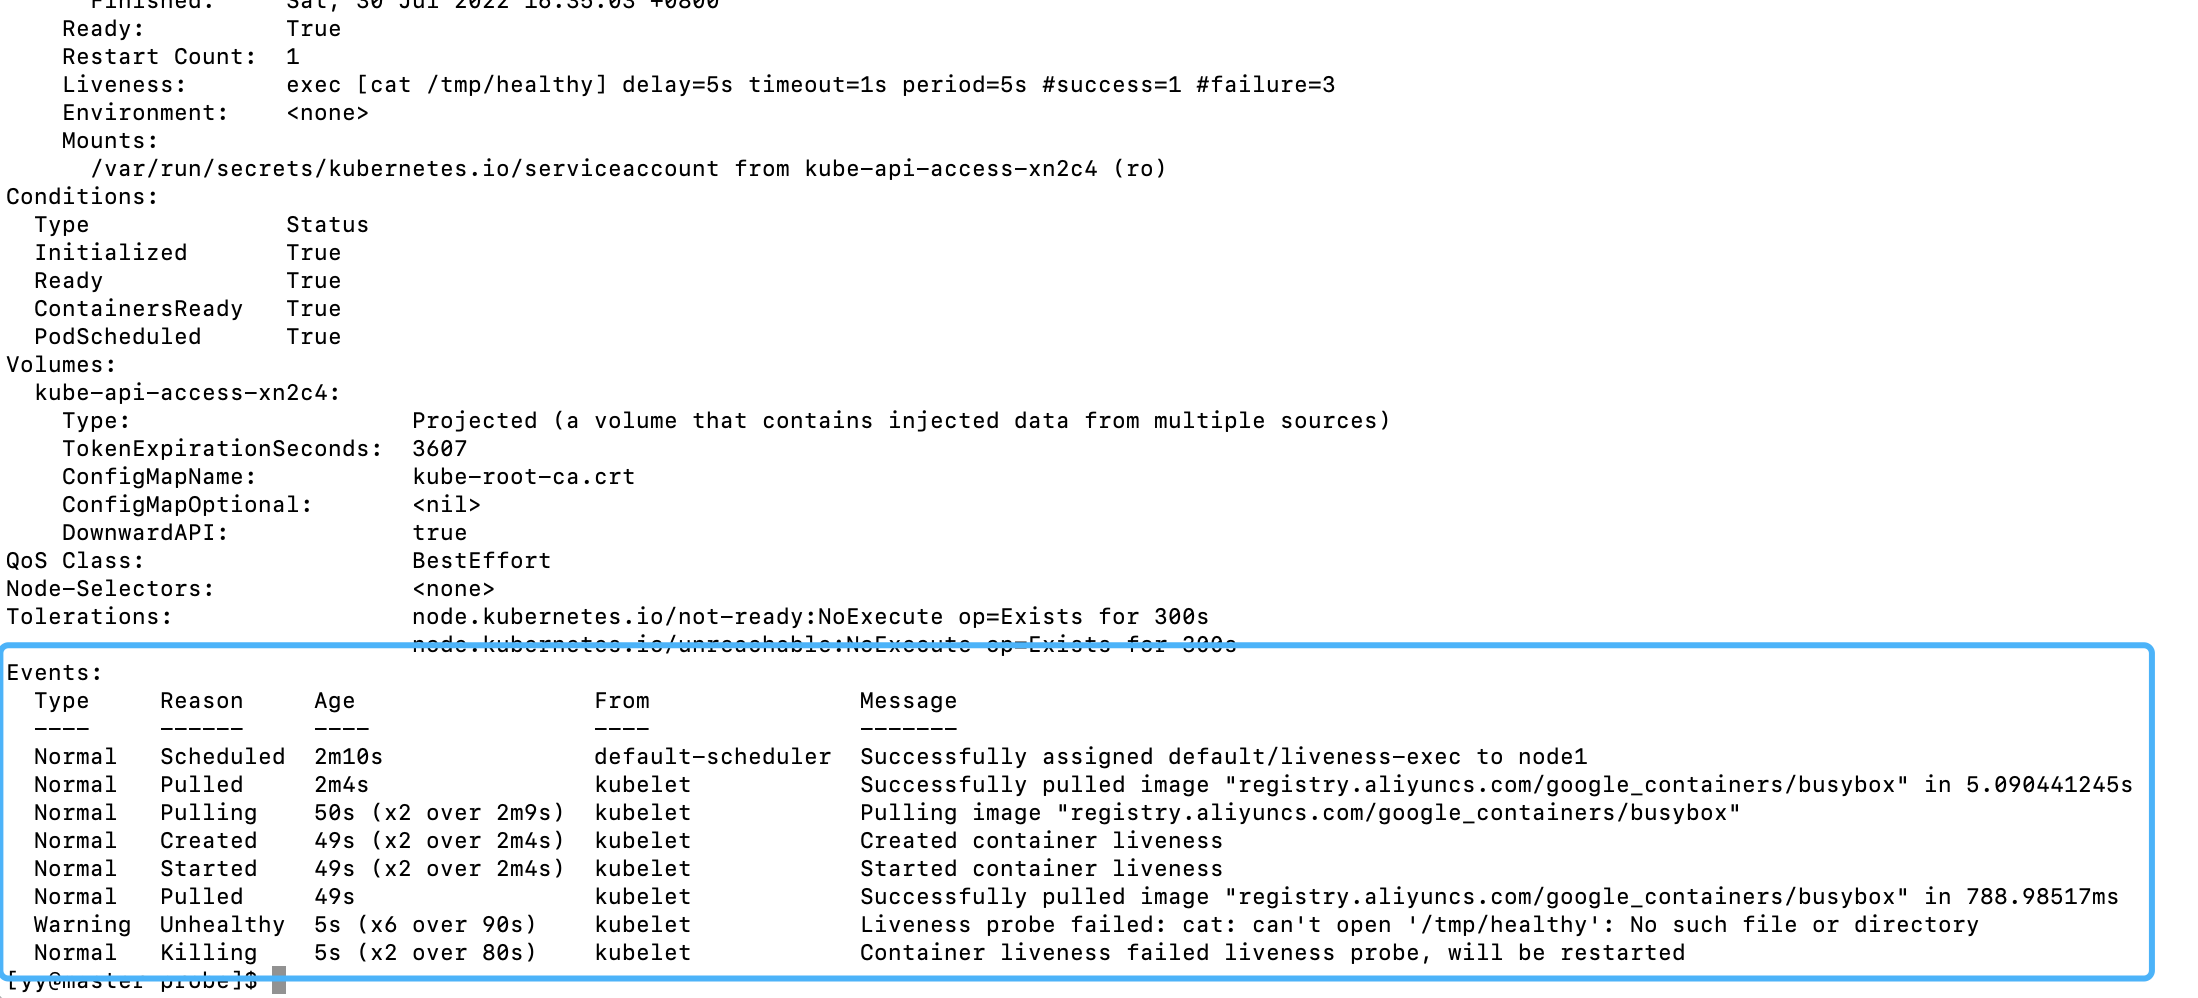 Finished:     Sat, 30 Jul 2022 16:35:03 +0800
    Ready:          True
    Restart Count:  1
    Liveness:       exec [cat /tmp/healthy] delay=5s timeout=1s period=5s #success=1 #failure=3
    Environment:    <none>
    Mounts:
      /var/run/secrets/kubernetes.io/serviceaccount from kube-api-access-xn2c4 (ro)
Conditions:
  Type              Status
  Initialized       True
  Ready             True
  ContainersReady   True
  PodScheduled      True
Volumes:
  kube-api-access-xn2c4:
    Type:                    Projected (a volume that contains injected data from multiple sources)
    TokenExpirationSeconds:  3607
    ConfigMapName:           kube-root-ca.crt
    ConfigMapOptional:       <nil>
    DownwardAPI:             true
QoS Class:                   BestEffort
Node-Selectors:              <none>
Tolerations:                 node.kubernetes.io/not-ready:NoExecute op=Exists for 300s
                             node.kubernetes.io/unreachable:NoExecute op=Exists for 300s
Events:
  Type     Reason     Age                 From               Message
  ----     ------     ----                ----               -------
  Normal   Scheduled  2m10s               default-scheduler  Successfully assigned default/liveness-exec to node1
  Normal   Pulled     2m4s                kubelet            Successfully pulled image "registry.aliyuncs.com/google_containers/busybox" in 5.090441245s
  Normal   Pulling    50s (x2 over 2m9s)  kubelet            Pulling image "registry.aliyuncs.com/google_containers/busybox"
  Normal   Created    49s (x2 over 2m4s)  kubelet            Created container liveness
  Normal   Started    49s (x2 over 2m4s)  kubelet            Started container liveness
  Normal   Pulled     49s                 kubelet            Successfully pulled image "registry.aliyuncs.com/google_containers/busybox" in 788.98517ms
  Warning  Unhealthy  5s (x6 over 90s)    kubelet            Liveness probe failed: cat: can't open '/tmp/healthy': No such file or directory
  Normal   Killing    5s (x2 over 80s)    kubelet            Container liveness failed liveness probe, will be restarted
[yy@master probe]$